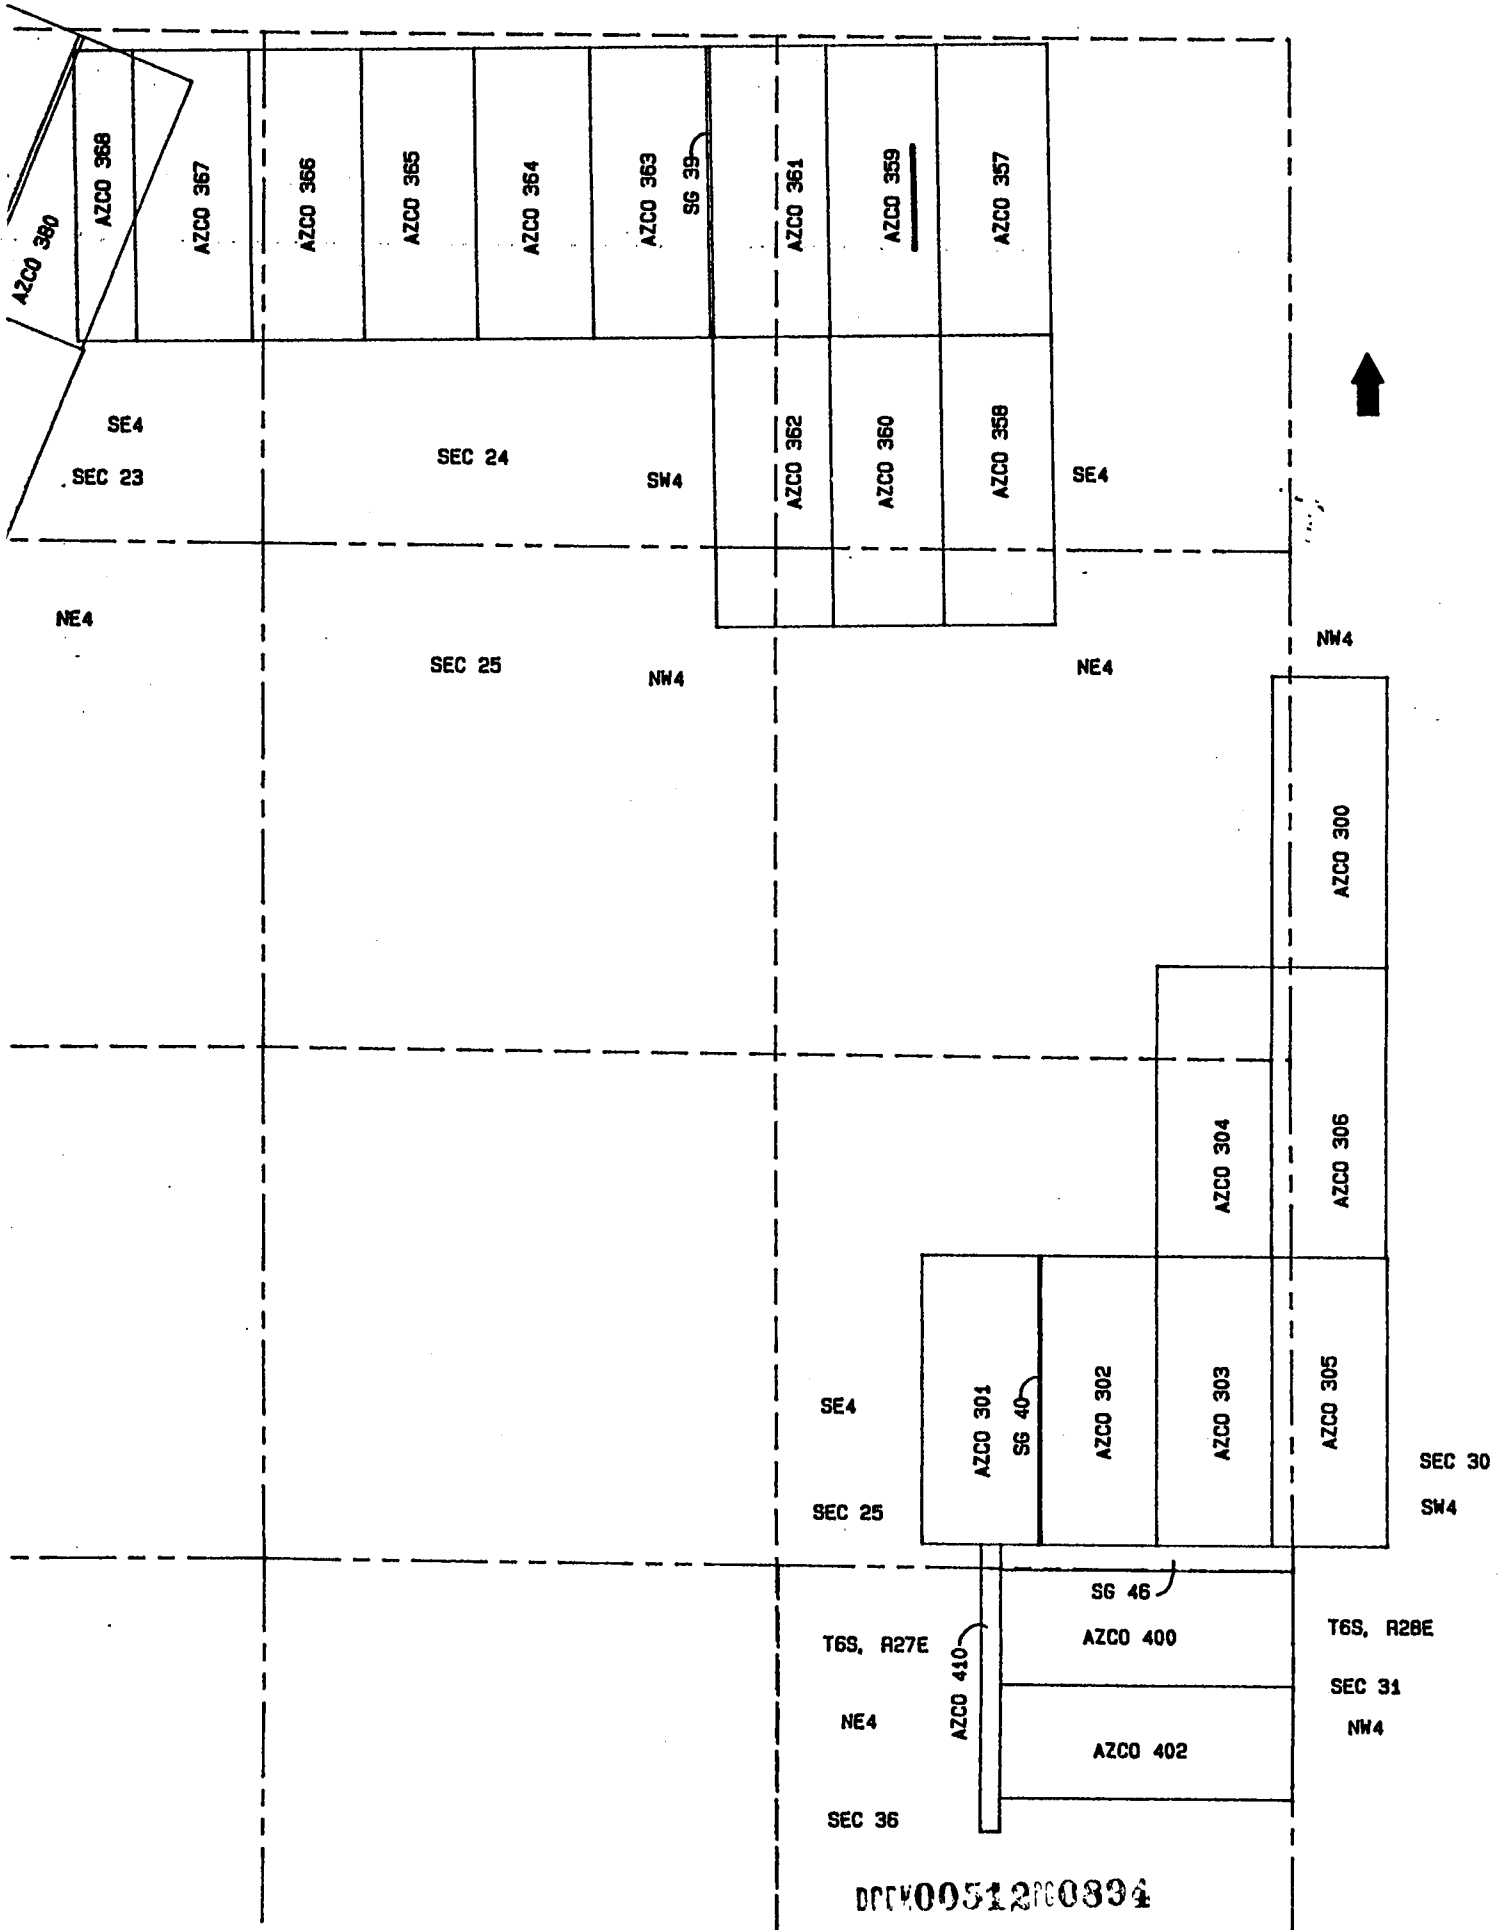 AZCO 380
AZCO 368
AZCO 367
AZCO 366
AZCO 365
AZCO 364
AZCO 363
SG 39
AZCO 361
AZCO 359
AZCO 357
SE4
SEC 23
SEC 24
SW4
AZCO 362
AZCO 360
AZCO 358
SE4
NE4
SEC 25
NW4
NE4
NW4
AZCO 300
AZCO 304
AZCO 306
SE4
SEC 25
AZCO 301
SG 40
AZCO 302
AZCO 303
AZCO 305
SEC 30
SW4
SG 46
T6S, R27E
AZCO 410
AZCO 400
T6S, R28E
SEC 31
NE4
AZCO 402
NW4
SEC 36
00512
0894